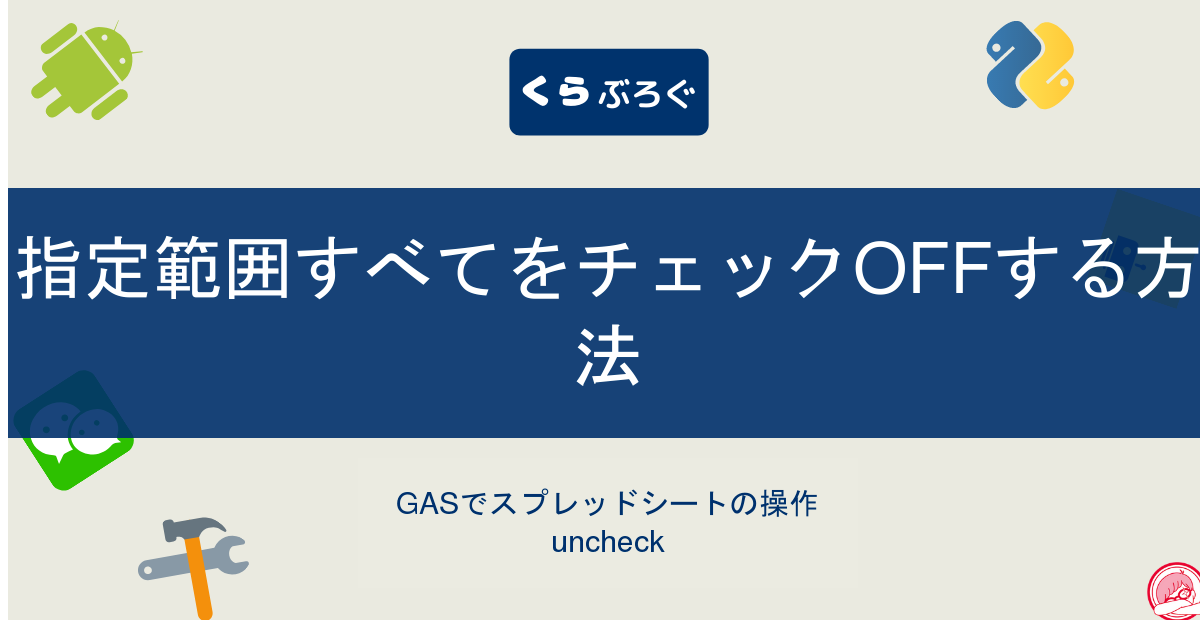 くらぶろぐ
指定範囲すべてをチェックOFFする方
法
GASでスプレッドシートの操作
uncheck